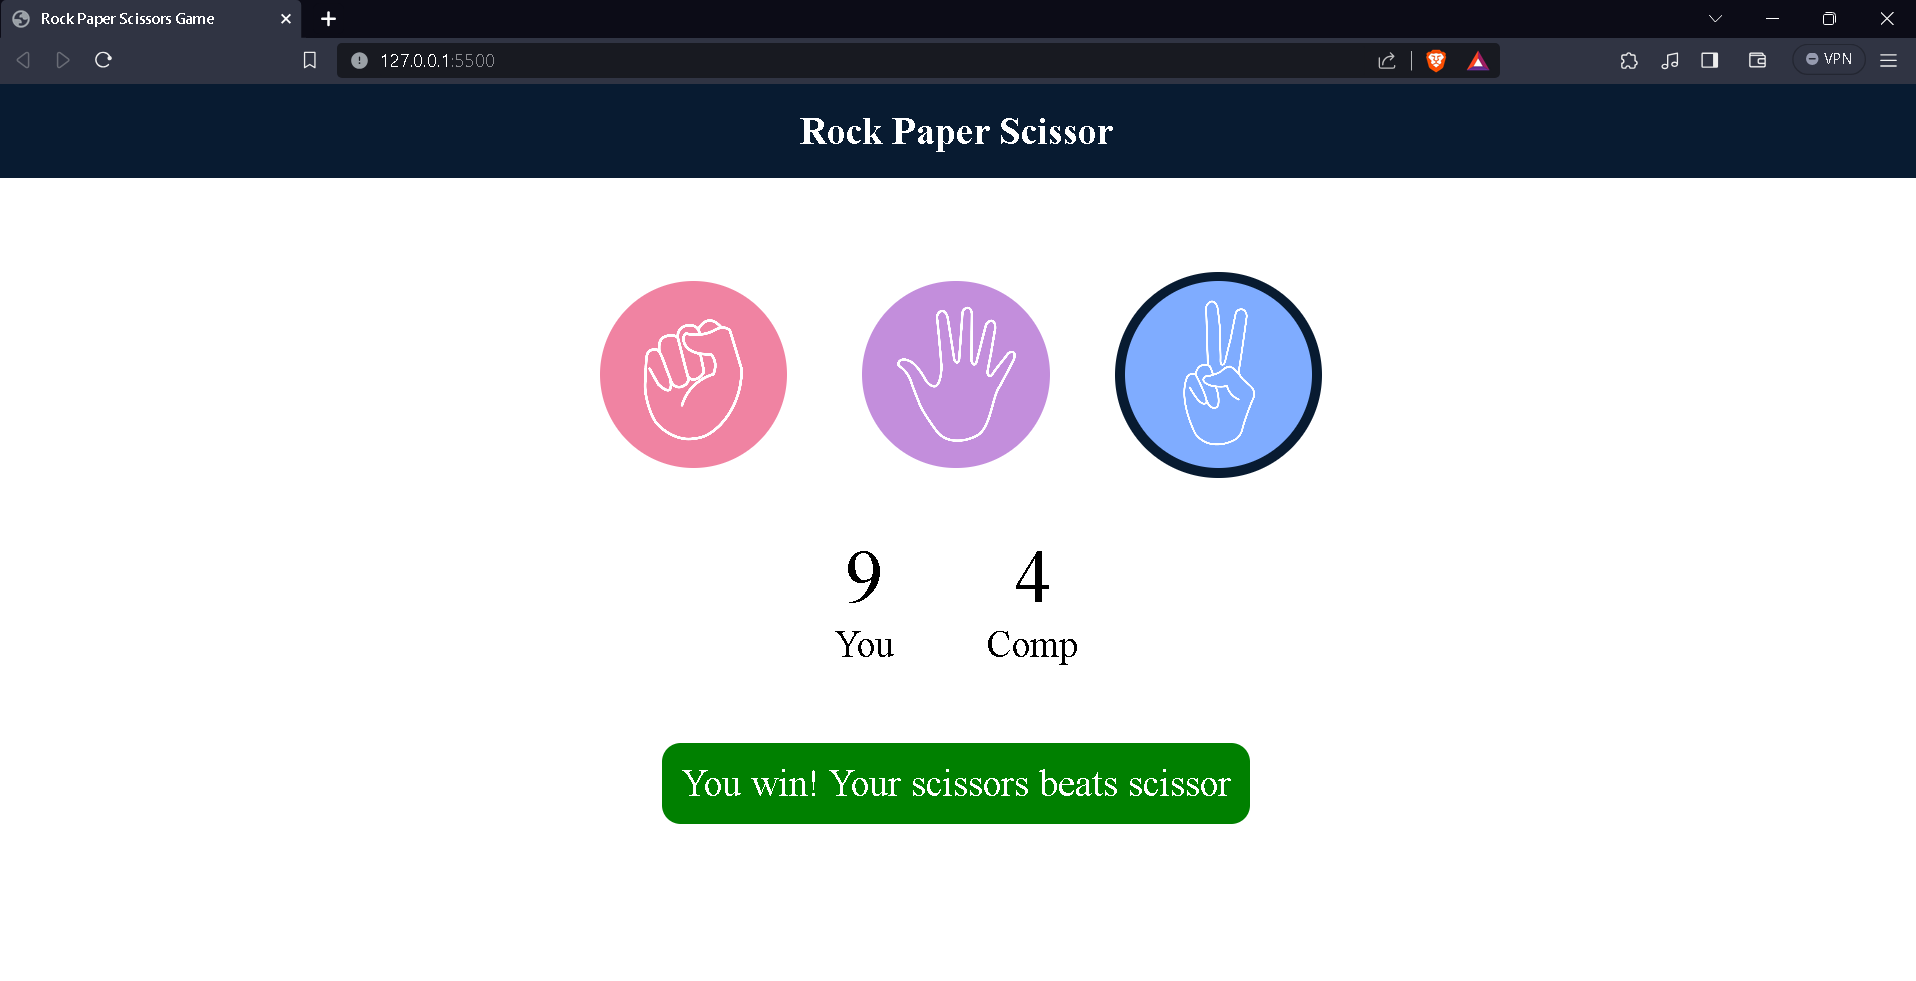 Rock Paper Scissors Game
127.0.0.1:5500
VPN
Rock Paper Scissor
9
4
You
Comp
You win! Your scissors beats scissor